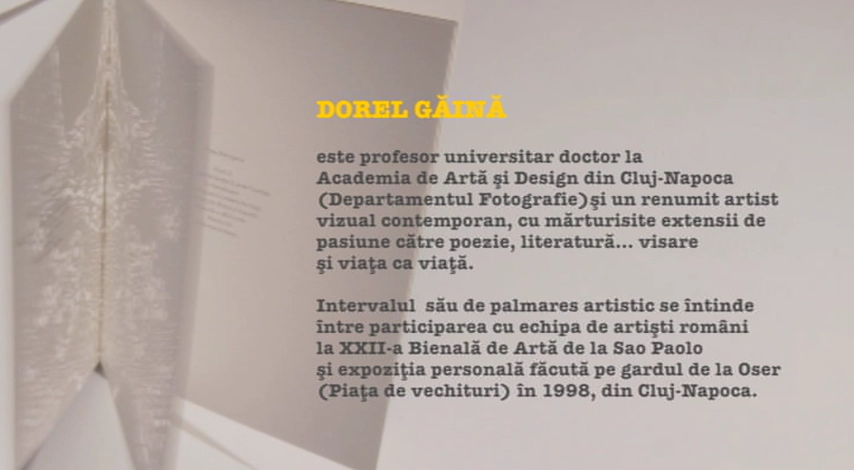 DOREL GĂINĂ
este profesor universitar doctor la
Academia de Artă şi Design din Cluj-Napoca
(Departamentul Fotografie)şi un renumit artist
vizual contemporan, cu mărturisite extensii de
pasiune către poezie, literatură... visare
şi viaţa ca viaţă.
Intervalul său de palmares artistic se întinde
între participarea cu echipa de artişti români
la XXII-a Bienală de Artă de la Sao Paolo
şi expoziţia personală făcută pe gardul de la Oser
(Piaţa de vechituri) în 1998, din Cluj-Napoca.